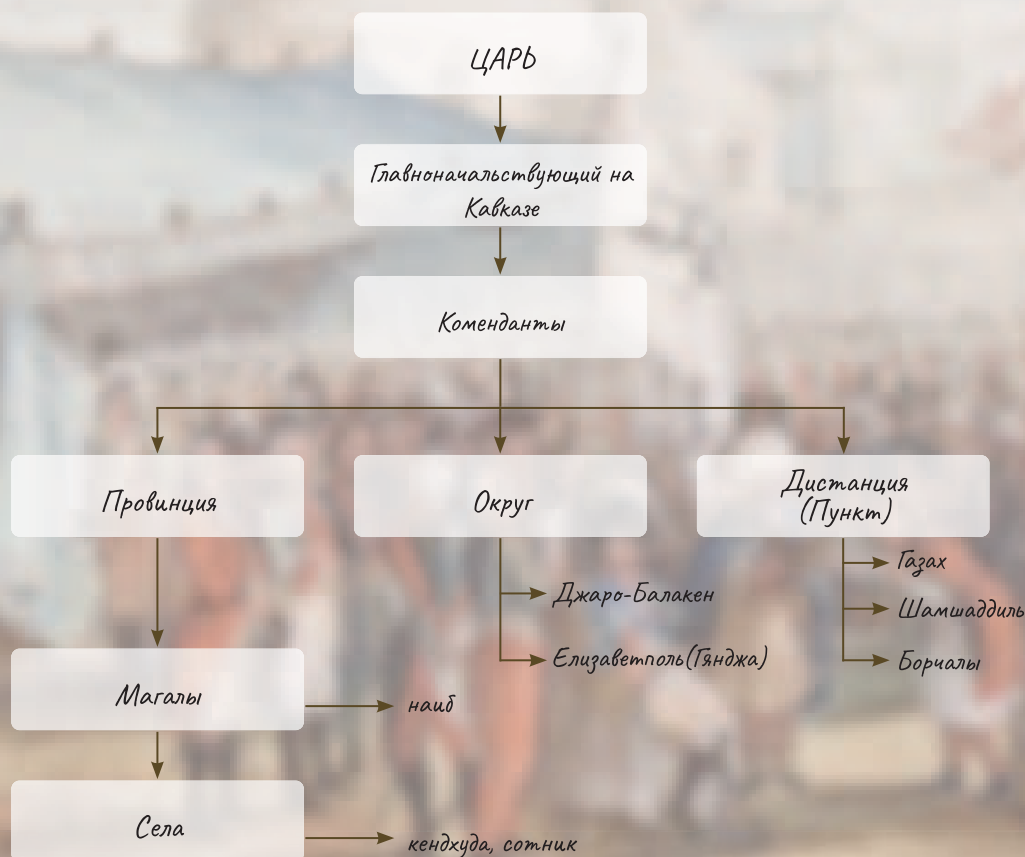 ЦАРЬ
Главноначальствующий на
Кавказе
Коменданты
Провинция
Округ
Дистанция
(Пункт)
Газах
Джаро-Балакен
Шамшаддиль
Елизаветполь(Гянджа)
Борчалы
Магалы
наиб
Села
кендхуда, сотник